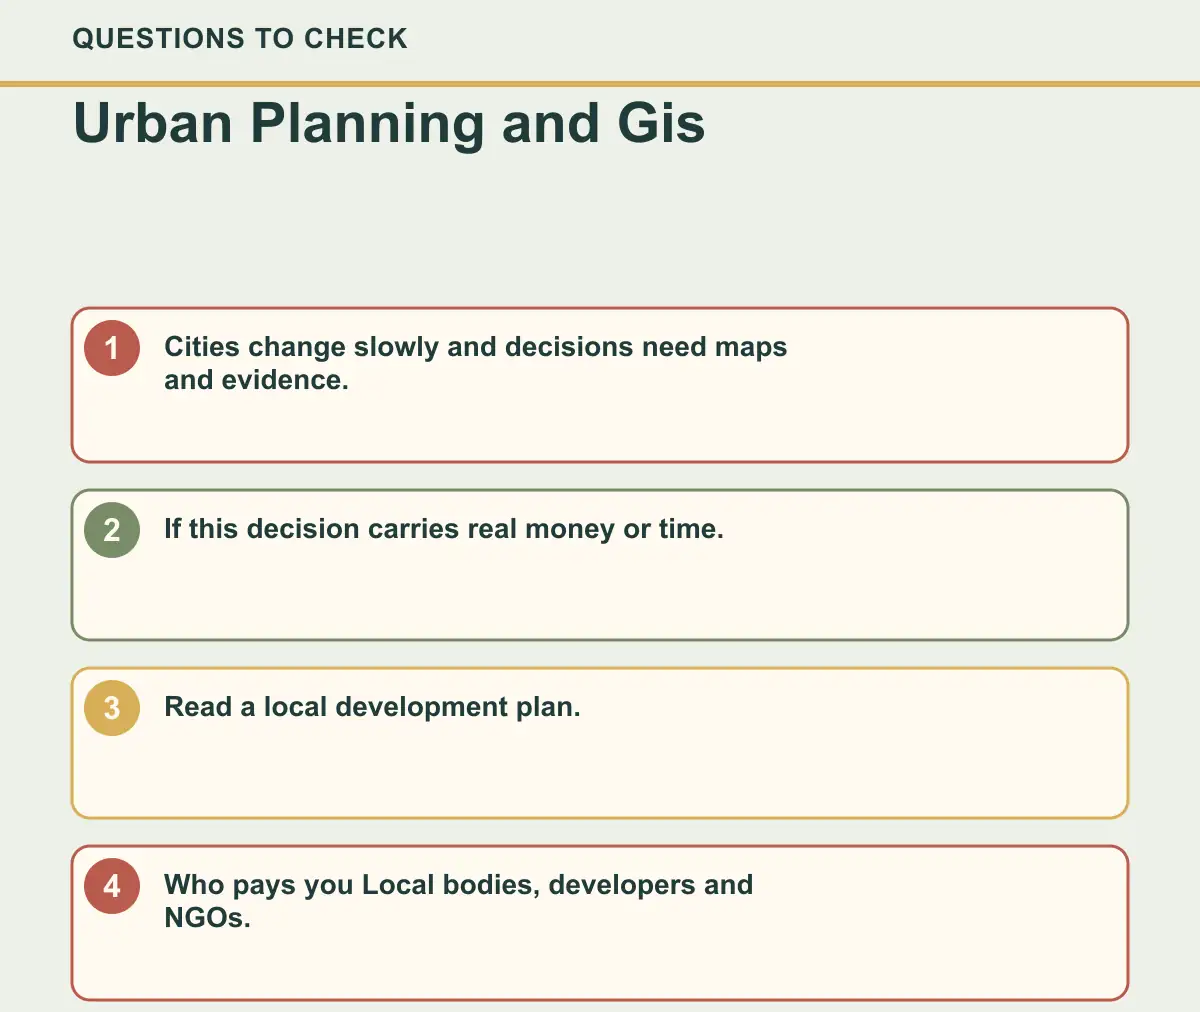 QUESTIONS TO CHECK
Urban Planning and Gis
1
Cities change slowly and decisions need maps
and evidence.
2
If this decision carries real money or time.
3
Read a local development plan.
4
Who pays you Local bodies, developers and
NGOs.